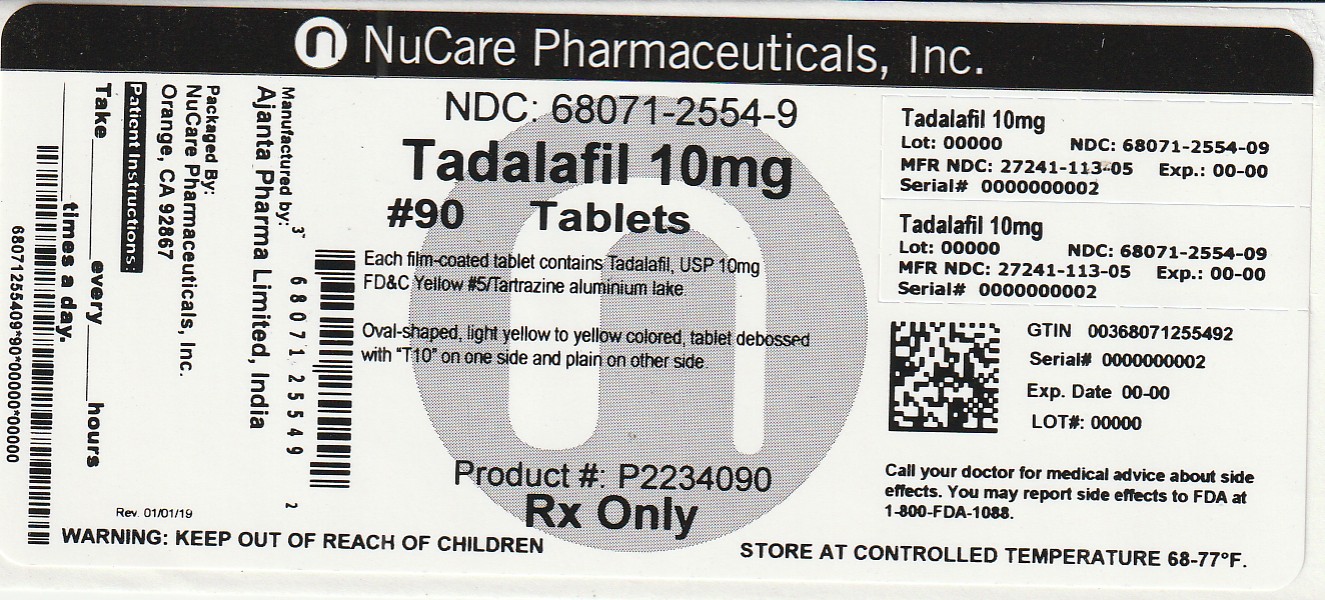 n NuCare Pharmaceuticals, Inc.
NDC: 68071-2554-9
Tadalafil 10mg
#90 Tablets
Each film-coated tablet contains Tadalafil, USP 10mg
FD&C Yellow #5/Tartrazine aluminium lake.
Oval-shaped, light yellow to yellow colored, tablet debossed
with "T10" on one side and plain on other side.
Product #: P2234090
Rx Only
WARNING: KEEP OUT OF REACH OF CHILDREN
Rev. 01/01/19
Manufactured by:
Ajanta Pharma Limited, India
Packaged By:
NuCare Pharmaceuticals, Inc.
Orange, CA 92867
Patient Instructions:
Take ________ every ________ hours
________ times a day.
68071255409*90*00000*00000
3 68071 25549 2
Tadalafil 10mg
Lot: 00000 NDC: 68071-2554-09
MFR NDC: 27241-113-05 Exp.: 00-00
Serial# 0000000002
Tadalafil 10mg
Lot: 00000 NDC: 68071-2554-09
MFR NDC: 27241-113-05 Exp.: 00-00
Serial# 0000000002
GTIN 00368071255492
Serial# 0000000002
Exp. Date 00-00
LOT#: 00000
Call your doctor for medical advice about side
effects. You may report side effects to FDA at
1-800-FDA-1088.
STORE AT CONTROLLED TEMPERATURE 68-77°F.